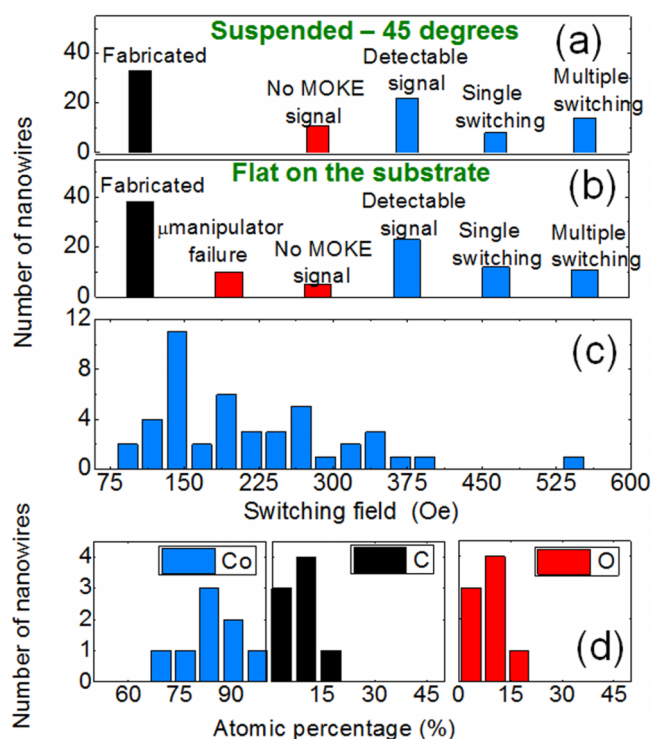 Suspended – 45 degrees
(a)
Fabricated
No MOKE
signal
Detectable
signal
Single
switching
Multiple
switching
40
20
0
Flat on the substrate
(b)
Fabricated
μmanipulator
failure
No MOKE
signal
Detectable
signal
Single
switching
Multiple
switching
40
20
0
Number of nanowires
(c)
12
8
4
0
75 150 225 300 375 450 525 600
Switching field (Oe)
Number of nanowires
Co
C
O
(d)
4
3
2
1
0
60 75 90
15 30 45
0 15 30 45
Atomic percentage (%)